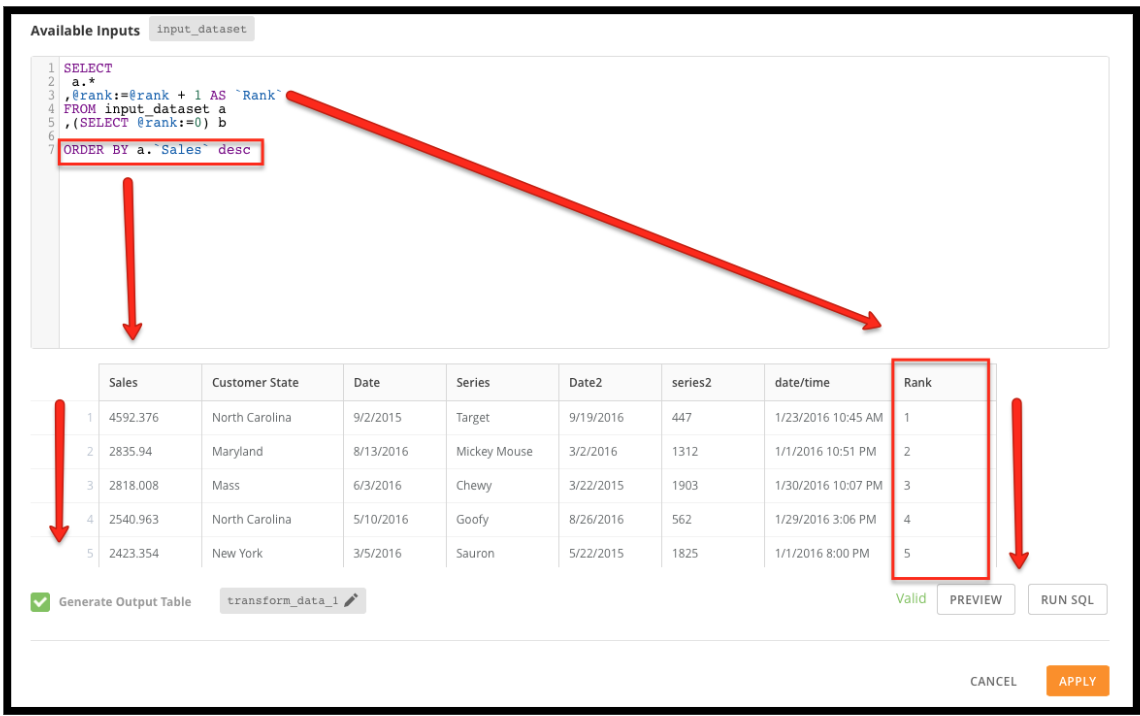 Available Inputs input_dataset
1 SELECT
2 a.*
3 ,@rank:=@rank + 1 AS `Rank`
4 FROM input_dataset a
5 ,(SELECT @rank:=0) b
6
7 ORDER BY a.`Sales` desc
Sales Customer State Date Series Date2 series2 date/time Rank
1 4592.376 North Carolina 9/2/2015 Target 9/19/2016 447 1/23/2016 10:45 AM 1
2 2835.94 Maryland 8/13/2016 Mickey Mouse 3/2/2016 1312 1/1/2016 10:51 PM 2
3 2818.008 Mass 6/3/2016 Chewy 3/22/2015 1903 1/30/2016 10:07 PM 3
4 2540.963 North Carolina 5/10/2016 Goofy 8/26/2016 562 1/29/2016 3:06 PM 4
5 2423.354 New York 3/5/2016 Sauron 5/22/2015 1825 1/1/2016 8:00 PM 5
Generate Output Table transform_data_1 Valid PREVIEW RUN SQL
CANCEL APPLY